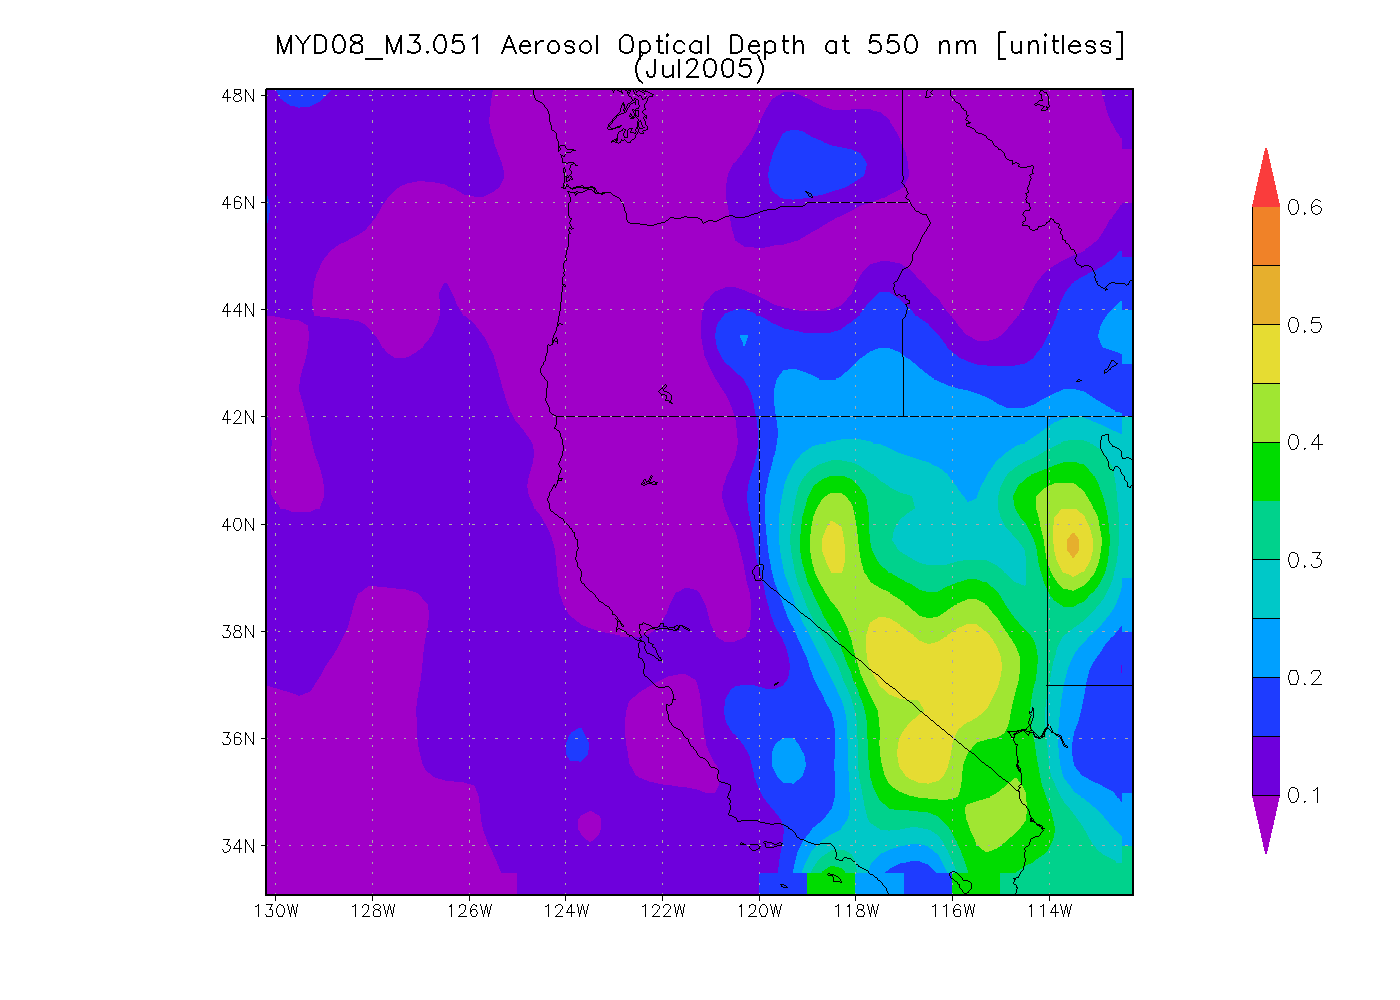 MYD08_M3.051 Aerosol Optical Depth at 550 nm [unitless]
(Jul2005)
48N
46N
44N
42N
40N
38N
36N
34N
130W 128W 126W 124W 122W 120W 118W 116W 114W
0.6
0.5
0.4
0.3
0.2
0.1